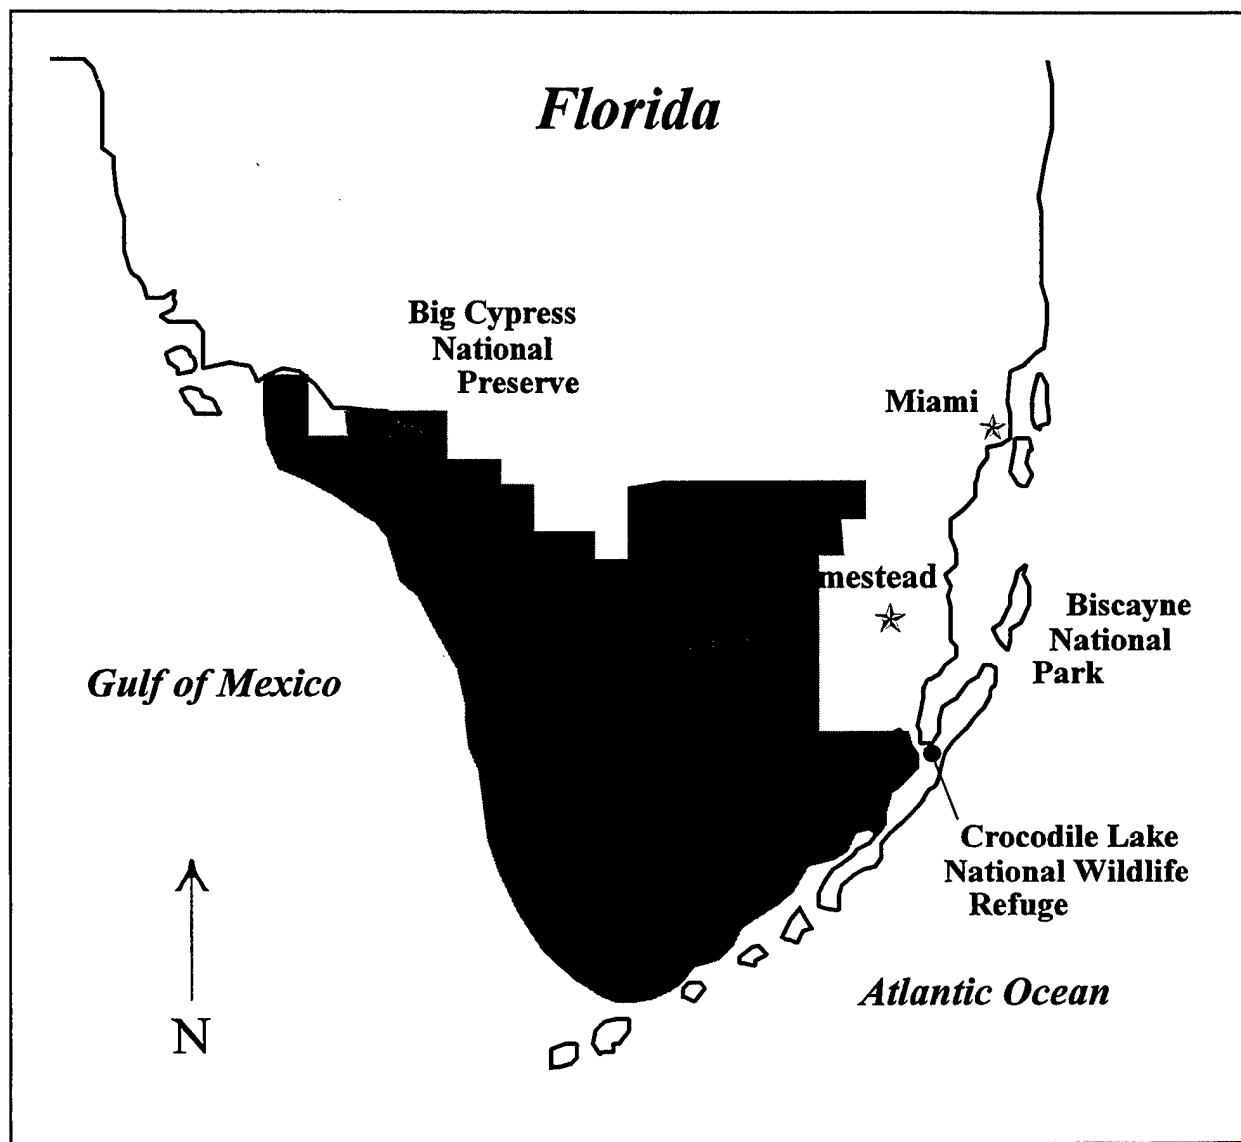 Florida
Big Cypress
National
Preserve
Miami
mestead
Biscayne
National
Park
Gulf of Mexico
Crocodile Lake
National Wildlife
Refuge
Atlantic Ocean
N